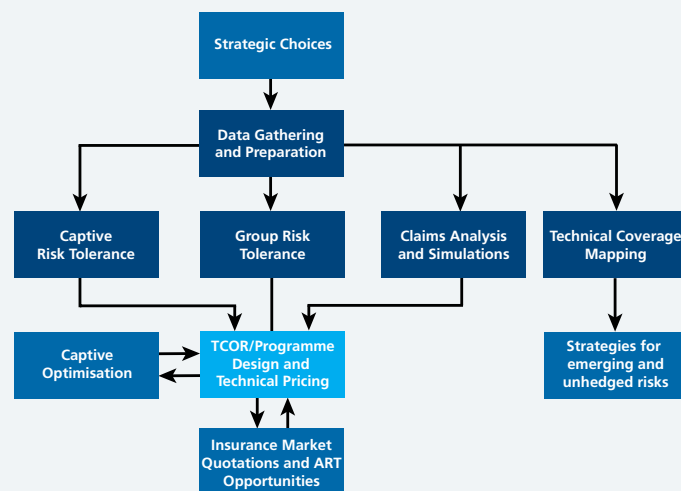 Strategic Choices
Data Gathering
and Preparation
Captive
Risk Tolerance
Group Risk
Tolerance
Claims Analysis
and Simulations
Technical Coverage
Mapping
Captive
Optimisation
TCOR/Programme
Design and
Technical Pricing
Strategies for
emerging and
unhedged risks
Insurance Market
Quotations and ART
Opportunities